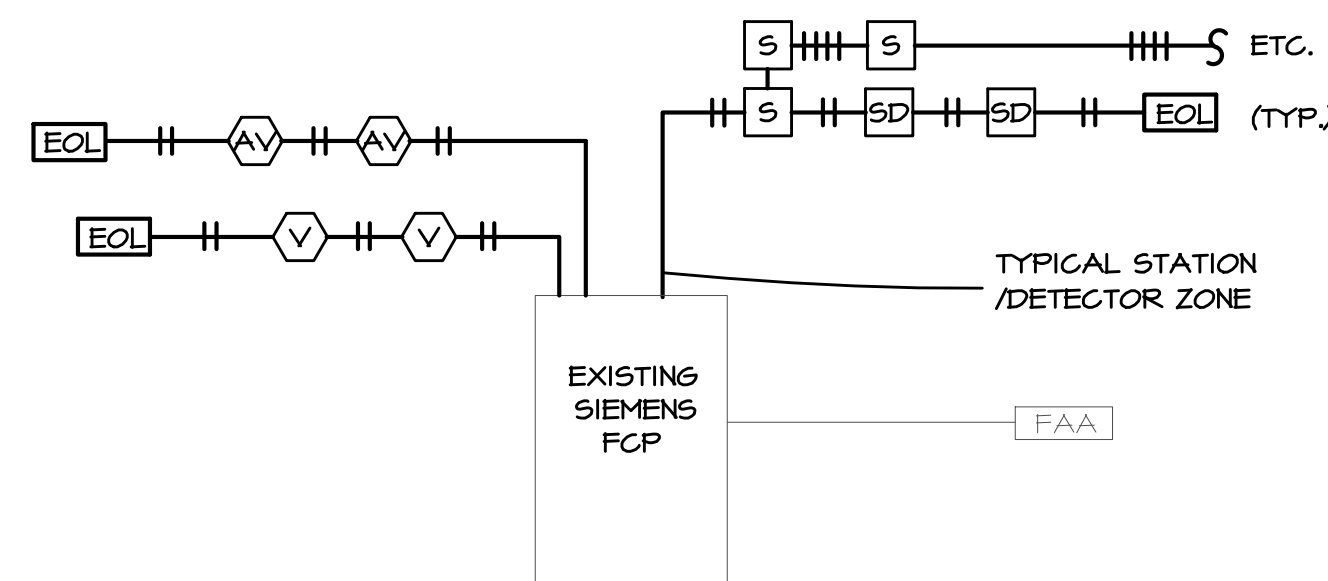 S S ETC.
S SD SD EOL (TYP.)
EOL AV AV
EOL V V
TYPICAL STATION
/DETECTOR ZONE
EXISTING
SIEMENS
FCP
FAA